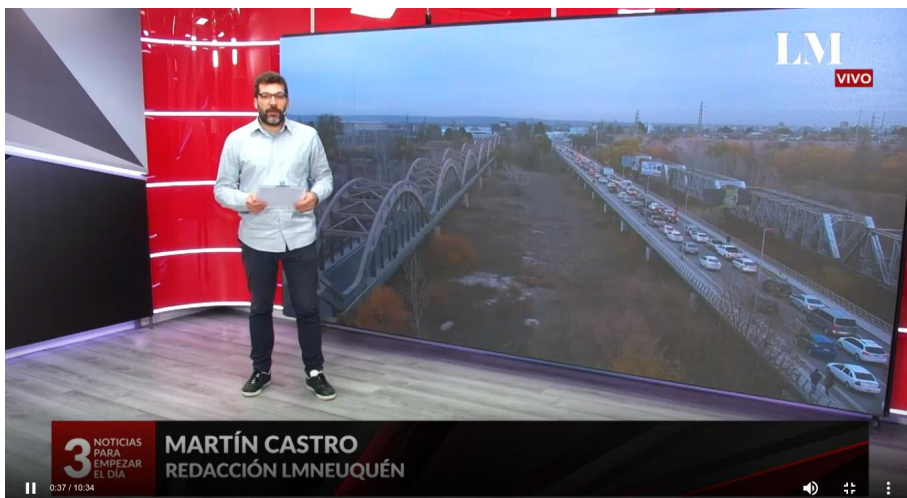 LM
VIVO
3
NOTICIAS
PARA
EMPEZAR
EL DÍA
MARTÍN CASTRO
REDACCIÓN LMNEUQUÉN
0:37 / 10:34